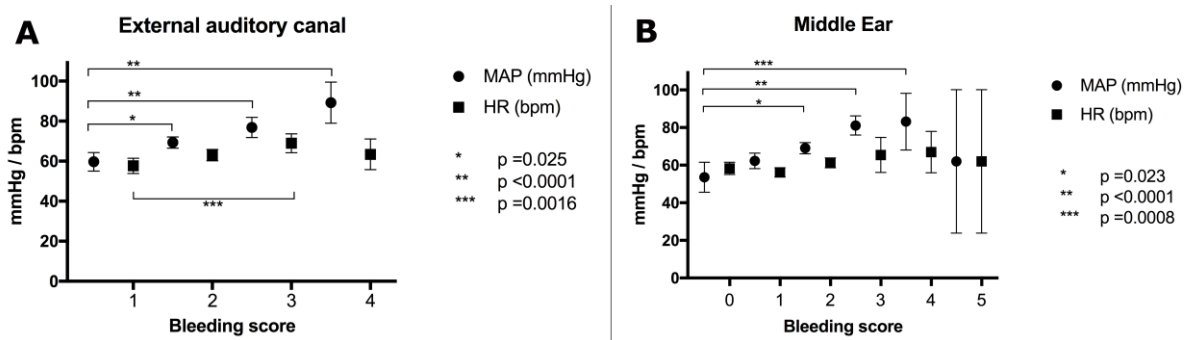 A
External auditory canal
**
**
*
***
100
80
60
40
20
0
mmHg / bpm
1 2 3 4
Bleeding score
MAP (mmHg)
HR (bpm)
* p =0.025
** p <0.0001
*** p =0.0016
B
Middle Ear
***
**
*
100
80
60
40
20
0
mmHg / bpm
0 1 2 3 4 5
Bleeding score
MAP (mmHg)
HR (bpm)
* p =0.023
** p <0.0001
*** p =0.0008